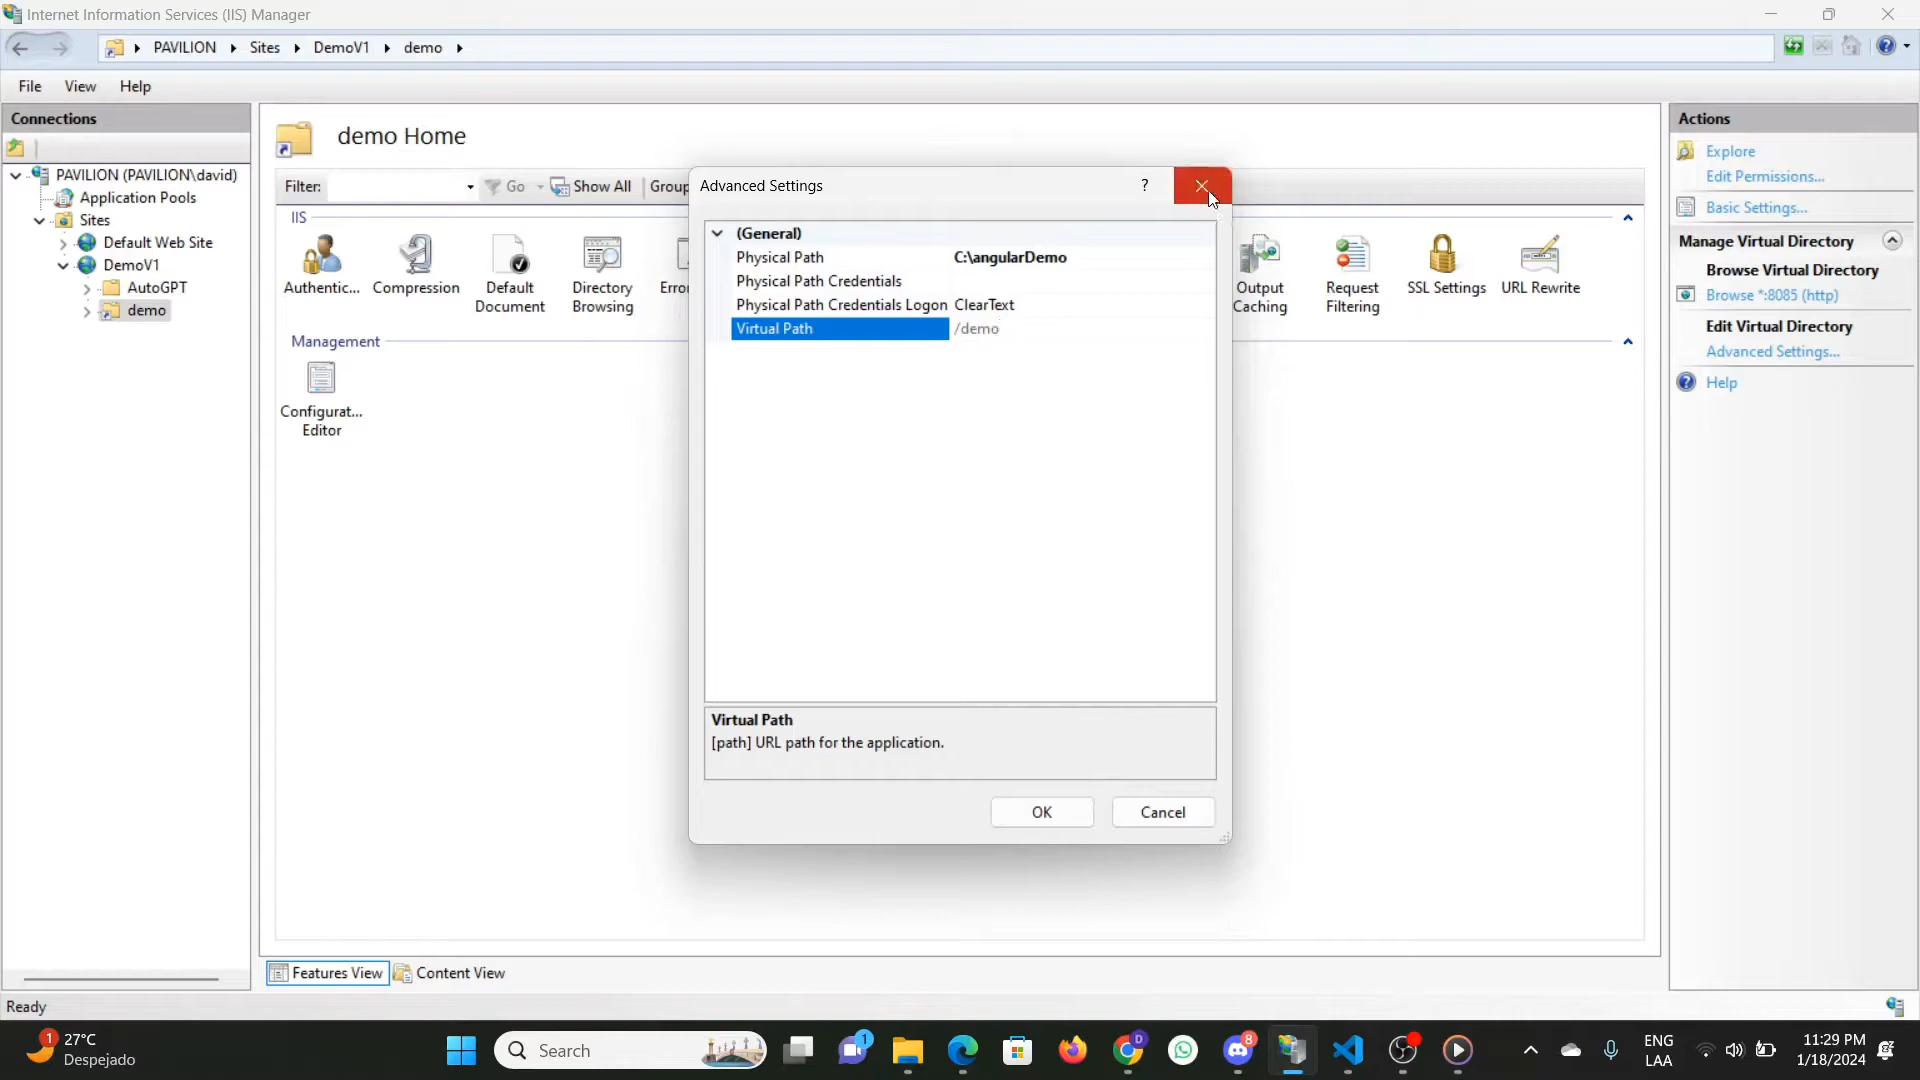 Internet Information Services (IIS) Manager
PAVILION Sites DemoV1 demo
File View Help
Connections
PAVILION (PAVILION\david)
Application Pools
Sites
Default Web Site
DemoV1
AutoGPT
demo
demo Home
Filter: Go Show All Group
IIS
Authentic...
Compression
Default
Document
Directory
Browsing
Erro
Output
Caching
Request
Filtering
SSL Settings
URL Rewrite
Management
Configurat...
Editor
Advanced Settings ?
(General)
Physical Path C:\angularDemo
Physical Path Credentials
Physical Path Credentials Logon ClearText
Virtual Path /demo
Virtual Path
[path] URL path for the application.
OK Cancel
Actions
Explore
Edit Permissions...
Basic Settings...
Manage Virtual Directory
Browse Virtual Directory
Browse *:8085 (http)
Edit Virtual Directory
Advanced Settings...
Help
Features View Content View
Ready
1
27°C
Despejado
Search
1
D
8
ENG
LAA
11:29 PM
1/18/2024